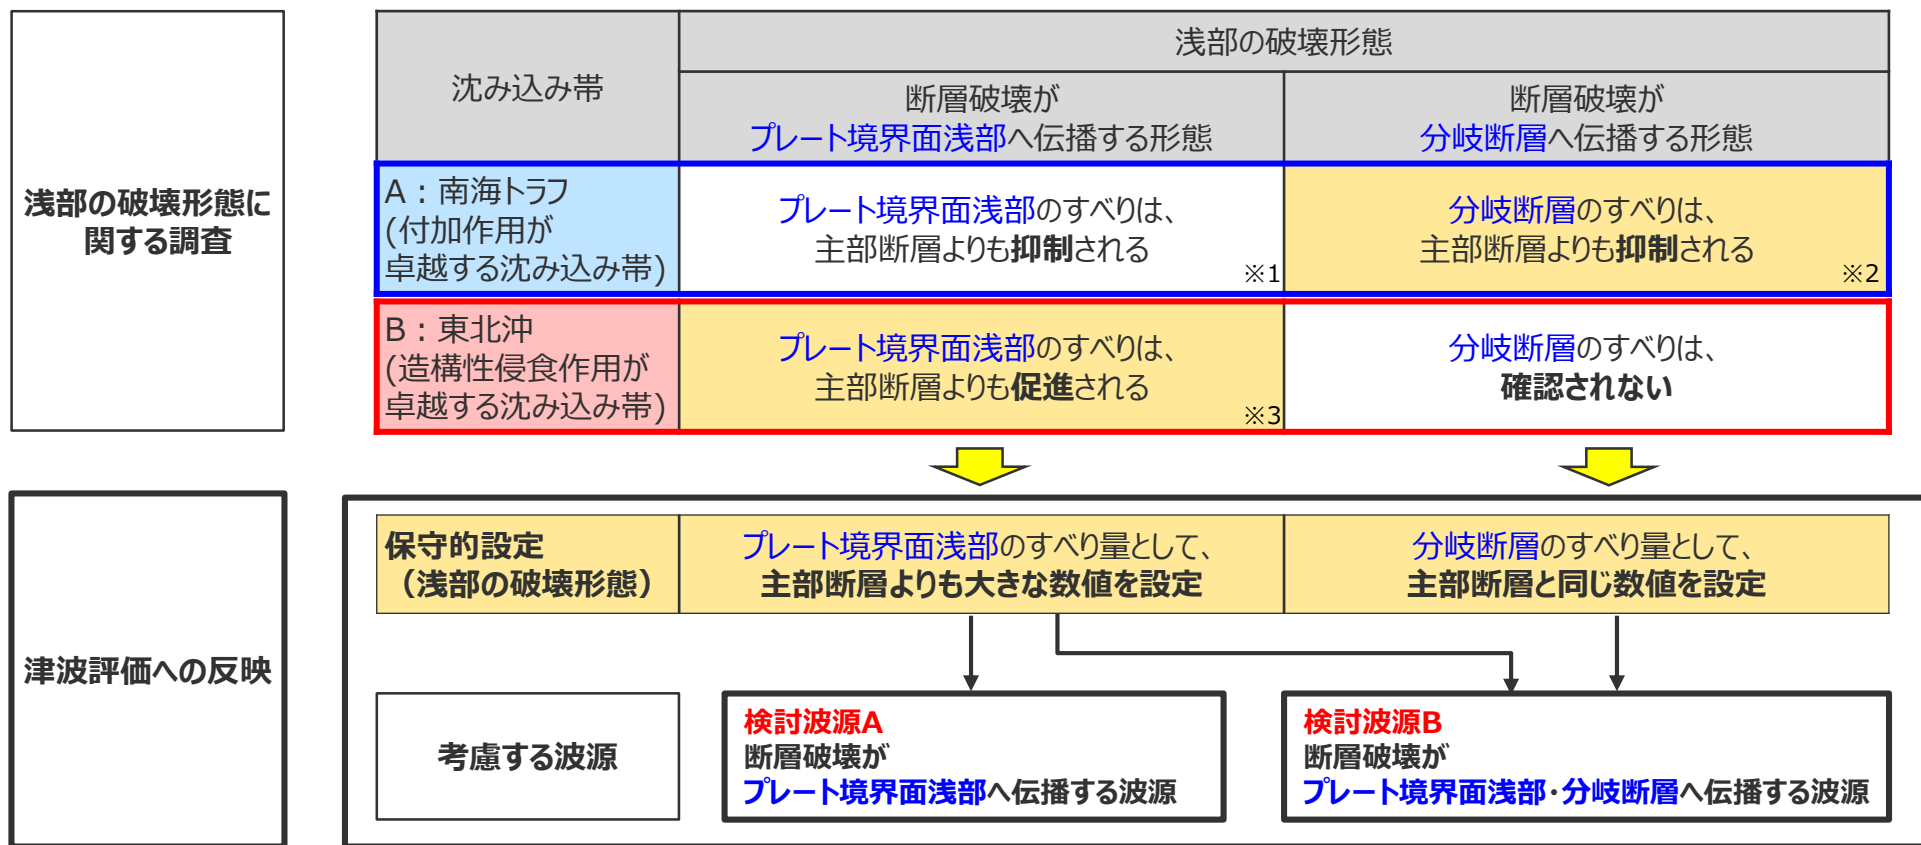 浅部の破壊形態に
関する調査
沈み込み帯
浅部の破壊形態
断層破壊が
プレート境界面浅部へ伝播する形態
断層破壊が
分岐断層へ伝播する形態
A：南海トラフ
(付加作用が
卓越する沈み込み帯)
プレート境界面浅部のすべりは、
主部断層よりも抑制される
※1
分岐断層のすべりは、
主部断層よりも抑制される
※2
B：東北沖
(造構性侵食作用が
卓越する沈み込み帯)
プレート境界面浅部のすべりは、
主部断層よりも促進される
※3
分岐断層のすべりは、
確認されない
津波評価への反映
保守的設定
（浅部の破壊形態）
プレート境界面浅部のすべり量として、
主部断層よりも大きな数値を設定
分岐断層のすべり量として、
主部断層と同じ数値を設定
考慮する波源
検討波源A
断層破壊が
プレート境界面浅部へ伝播する波源
検討波源B
断層破壊が
プレート境界面浅部・分岐断層へ伝播する波源